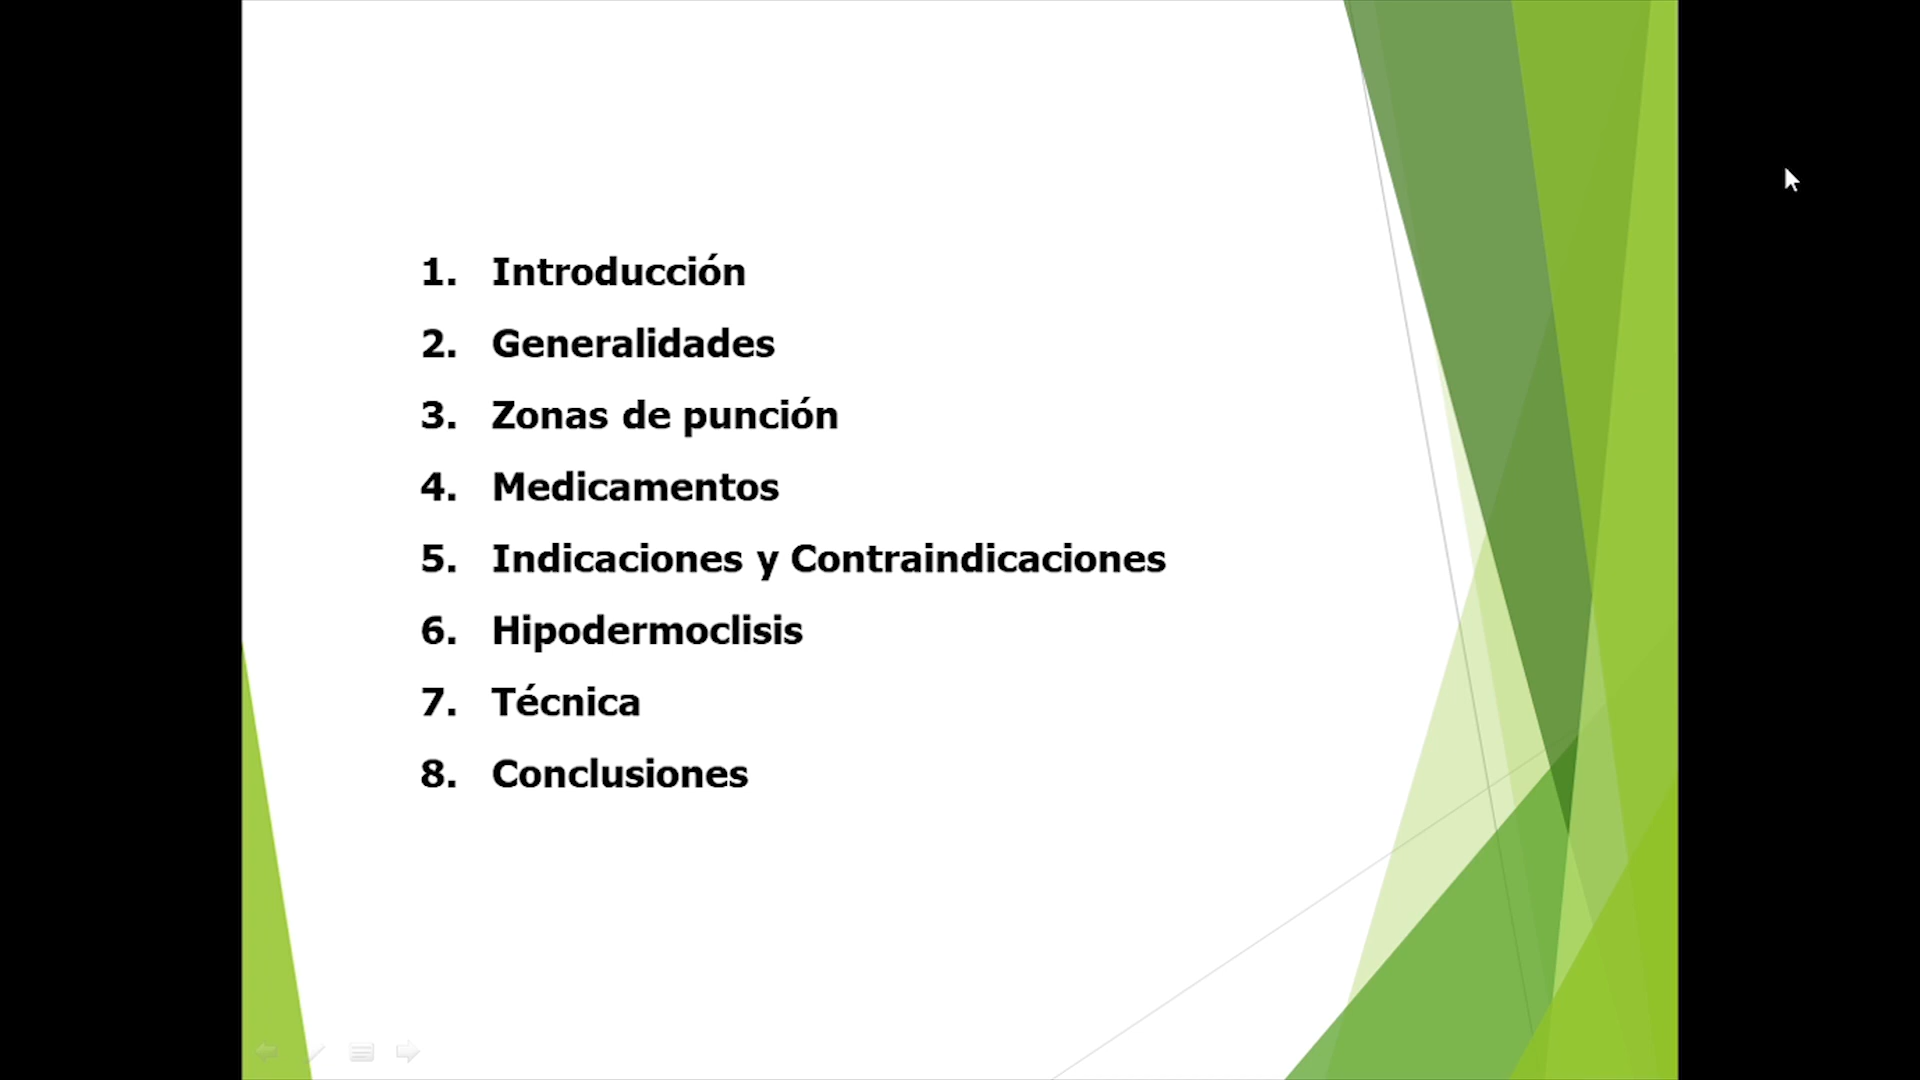 1. Introducción
2. Generalidades
3. Zonas de punción
4. Medicamentos
5. Indicaciones y Contraindicaciones
6. Hipodermoclisis
7. Técnica
8. Conclusiones